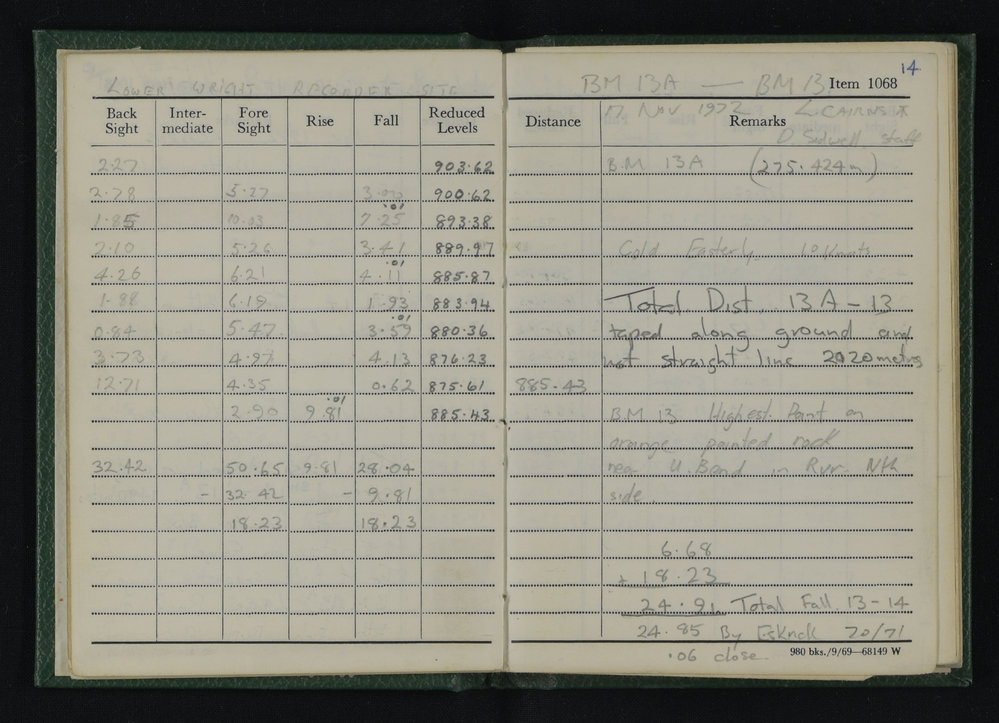 LOWER WRIGHT RECORDER SITE
Back Sight Inter-mediate Fore Sight Rise Fall Reduced Levels
2.27 903.62
2.78 5.27 3.00 900.62
.01
1.85 10.03 7.25 893.38
2.10 5.26 3.41 889.97
.01
4.26 6.21 4.11 885.87
1.88 6.19 1.93 883.94
.01
0.84 5.47 3.59 880.36
3.73 4.97 4.13 876.23
12.71 4.35 0.62 875.61
.01
2.90 9.81 885.43
32.42 50.65 9.81 28.04
- 32.42 - 9.81
18.23 18.23
14
BM 13A — BM 13 Item 1068
Distance Remarks
17 Nov 1972 L. CAIRNS
D Sidwell staff
B.M 13A (275.424m)
Cold Easterly 10 Knots
Total Dist. 13A - 13
taped along ground and
not straight line 2020 metres
885.43
B.M 13 Highest Point on
orange painted rock
near U. Bend in Rvr. Nth
side
6.68
+ 18.23
24.91 Total Fall 13-14
24.85 By 70/71
.06 close
980 bks./9/69—68149 W